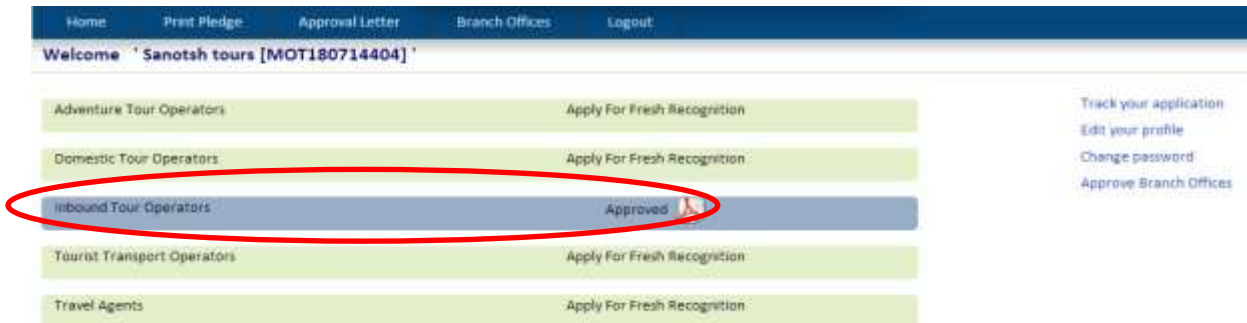 Home Print Pledge Approval Letter Branch Offices Logout
Welcome ' Sanotsh tours [MOT180714404] '
Adventure Tour Operators Apply For Fresh Recognition
Domestic Tour Operators Apply For Fresh Recognition
Inbound Tour Operators Approved
Tourist Transport Operators Apply For Fresh Recognition
Travel Agents Apply For Fresh Recognition
Track your application
Edit your profile
Change password
Approve Branch Offices